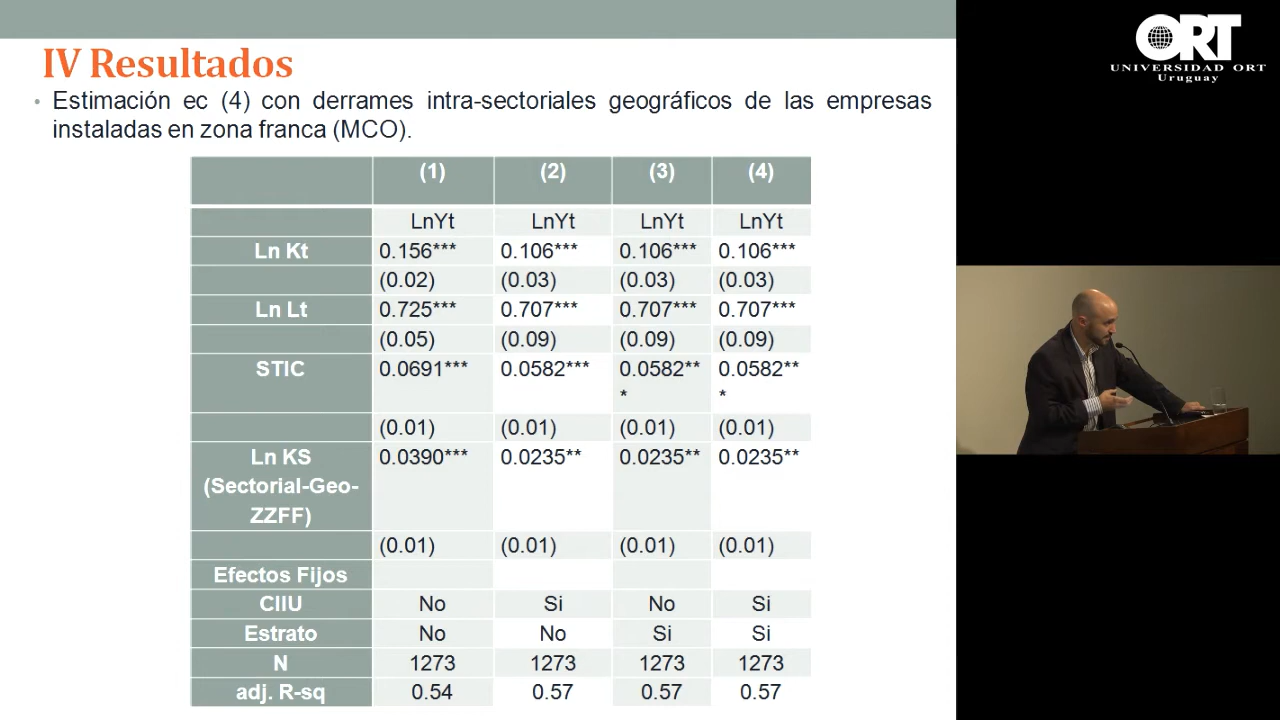 IV Resultados
• Estimación ec (4) con derrames intra-sectoriales geográficos de las empresas
instaladas en zona franca (MCO).
(1) (2) (3) (4)
LnYt LnYt LnYt LnYt
Ln Kt 0.156*** 0.106*** 0.106*** 0.106***
(0.02) (0.03) (0.03) (0.03)
Ln Lt 0.725*** 0.707*** 0.707*** 0.707***
(0.05) (0.09) (0.09) (0.09)
STIC 0.0691*** 0.0582*** 0.0582** 0.0582**
* *
(0.01) (0.01) (0.01) (0.01)
Ln KS 0.0390*** 0.0235** 0.0235** 0.0235**
(Sectorial-Geo-
ZZFF)
(0.01) (0.01) (0.01) (0.01)
Efectos Fijos
CIIU No Si No Si
Estrato No No Si Si
N 1273 1273 1273 1273
adj. R-sq 0.54 0.57 0.57 0.57
ORT
UNIVERSIDAD ORT
Uruguay